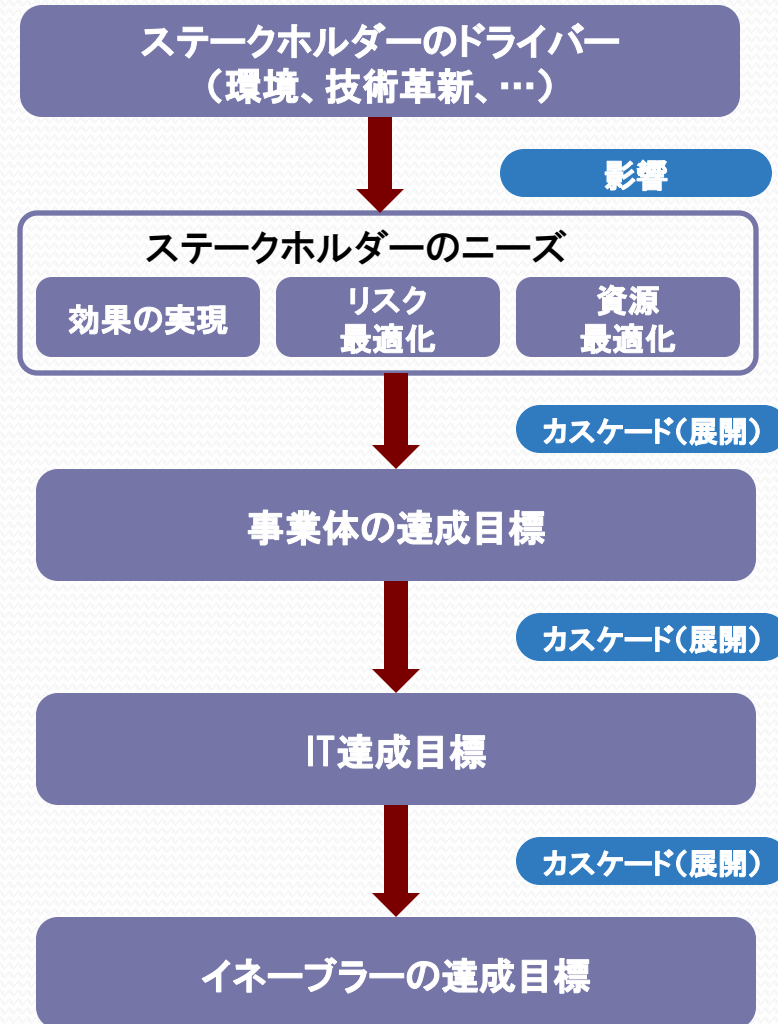 ステークホルダーのドライバー
（環境、技術革新、…）
影響
ステークホルダーのニーズ
効果の実現
リスク
最適化
資源
最適化
カスケード（展開）
事業体の達成目標
カスケード（展開）
IT達成目標
カスケード（展開）
イネーブラーの達成目標